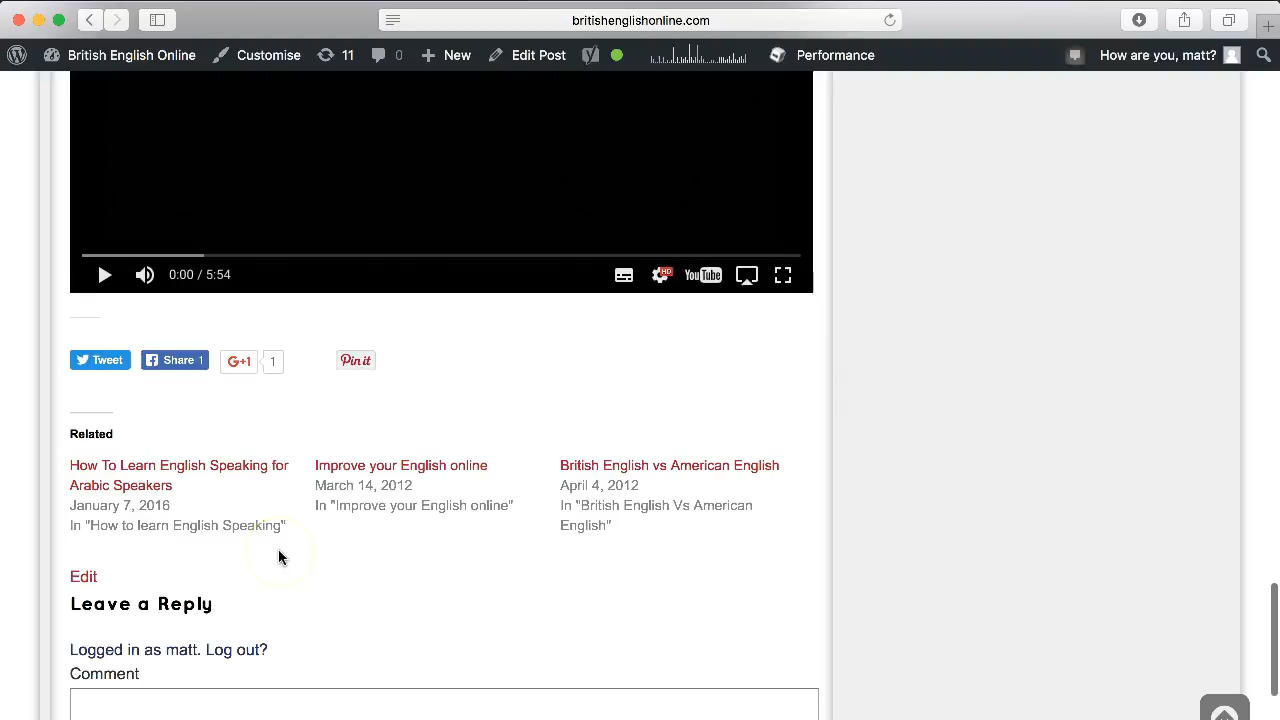 britishenglishonline.com
British English Online Customise 11 0 New Edit Post Performance How are you, matt?
0:00 / 5:54 HD YouTube
Tweet Share 1 G+1 1 Pin it
Related
How To Learn English Speaking for Arabic Speakers
January 7, 2016
In "How to learn English Speaking"
Improve your English online
March 14, 2012
In "Improve your English online"
British English vs American English
April 4, 2012
In "British English Vs American English"
Edit
Leave a Reply
Logged in as matt. Log out?
Comment